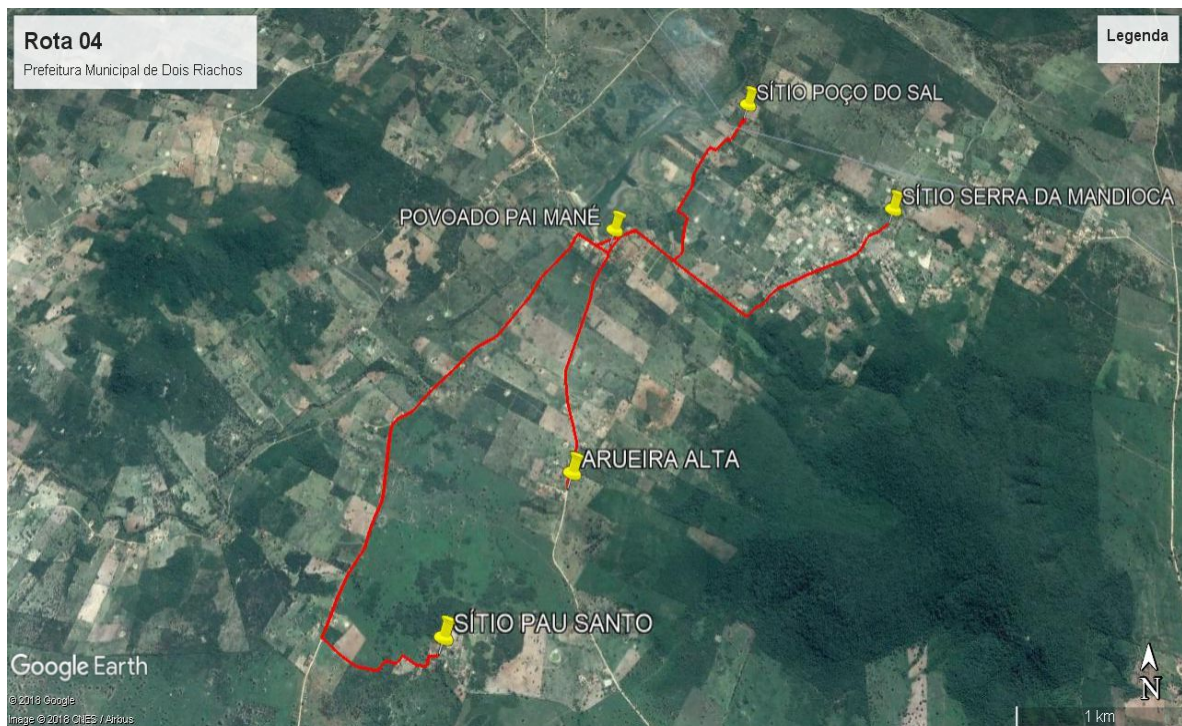 Rota 04
Prefeitura Municipal de Dois Riachos
Legenda
SÍTIO POÇO DO SAL
SÍTIO SERRA DA MANDIOCA
POVOADO PAI MANÉ
ARUEIRA ALTA
SÍTIO PAU SANTO
Google Earth
© 2018 Google
Image © 2018 CNES / Airbus
N
1 km